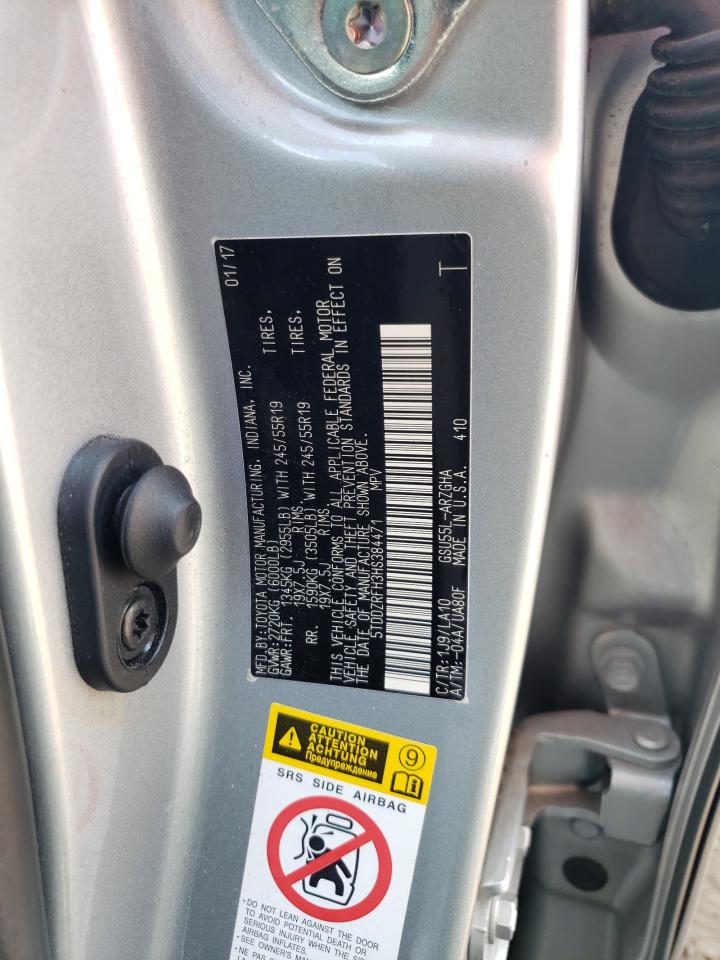 MFD.BY:TOYOTA MOTOR MANUFACTURING, INDIANA, INC. 01/17
GVWR:2720KG (6000LB)
GAWR:FRT. 1345KG (2955LB) WITH 245/55R19 TIRES,
19X7.5J RIMS,
RR. 1590KG (3505LB) WITH 245/55R19 TIRES,
19X7.5J RIMS,
THIS VEHICLE CONFORMS TO ALL APPLICABLE FEDERAL MOTOR
VEHICLE SAFETY AND THEFT PREVENTION STANDARDS IN EFFECT ON
THE DATE OF MANUFACTURE SHOWN ABOVE.
5TDDZRFH3HS384471 MPV
C/TR:1J9/LA10 GSU55L-ARZGHA T
A/TM:-04A/UA80F MADE IN U.S.A. 410
CAUTION
ATTENTION
ACHTUNG
Предупреждение
9
i
SRS SIDE AIRBAG
• DO NOT LEAN AGAINST THE DOOR
TO AVOID POTENTIAL DEATH OR
SERIOUS INJURY WHEN THE SIDE
AIRBAG INFLATES.
• SEE OWNER'S
• NE PAS